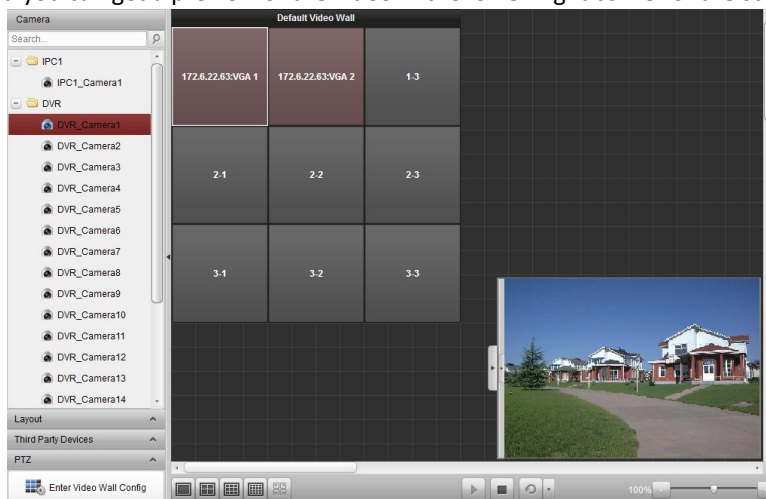 Camera
Search...
IPC1
IPC1_Camera1
DVR
DVR_Camera1
DVR_Camera2
DVR_Camera3
DVR_Camera4
DVR_Camera5
DVR_Camera6
DVR_Camera7
DVR_Camera8
DVR_Camera9
DVR_Camera10
DVR_Camera11
DVR_Camera12
DVR_Camera13
DVR_Camera14
Layout
Third Party Devices
PTZ
Enter Video Wall Config
Default Video Wall
172.6.22.63:VGA 1 172.6.22.63:VGA 2 1-3
2-1 2-2 2-3
3-1 3-2 3-3
100%